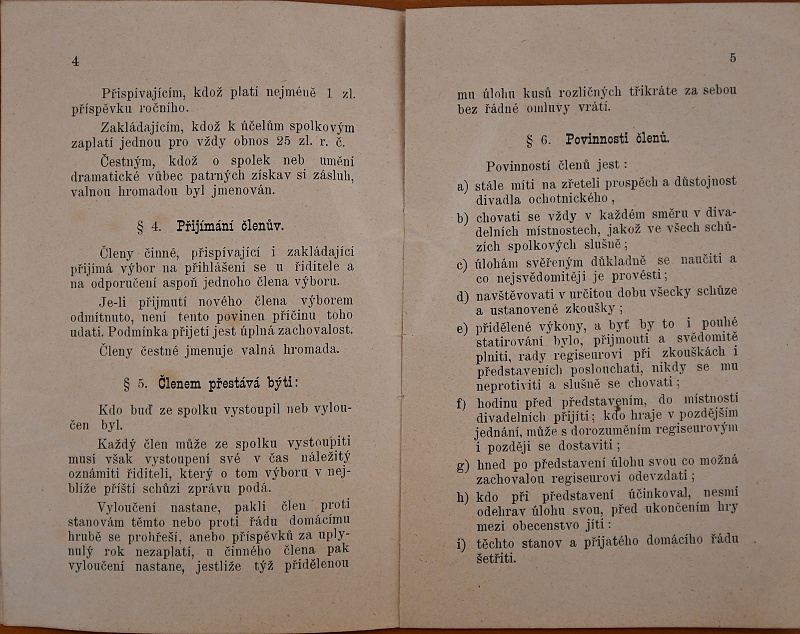 4
Přispívajícím, kdož platí nejméně 1 zl.
příspěvku ročního.
Zakládajícím, kdož k účelům spolkovým
zaplatí jednou pro vždy obnos 25 zl. r. č.
Čestným, kdož o spolek neb umění
dramatické vůbec patrných získav si zásluh,
valnou hromadou byl jmenován.
§ 4. Přijímání členův.
Členy činné, přispívající i zakládající
přijímá výbor na přihlášení se u řiditele a
na odporučení aspoň jednoho člena výboru.
Je-li přijmutí nového člena výborem
odmítnuto, není tento povinen příčinu toho
udati. Podmínka přijetí jest úplná zachovalost.
Členy čestné jmenuje valná hromada.
§ 5. Členem přestává býti:
Kdo buď ze spolku vystoupil neb vylou-
čen byl.
Každý člen může ze spolku vystoupiti
musí však vystoupení své v čas náležitý
oznámiti řiditeli, který o tom výboru v nej-
blíže příští schůzi zprávu podá.
Vyloučení nastane, pakli člen proti
stanovám těmto nebo proti řádu domácímu
hrubě se prohřeší, anebo příspěvků za uply-
nulý rok nezaplatí, u činného člena pak
vyloučení nastane, jestliže týž přidělenou
5
mu úlohu kusů rozličných třikráte za sebou
bez řádné omluvy vrátí.
§ 6. Povinnosti členů.
Povinností členů jest :
a) stále míti na zřeteli prospěch a důstojnost
divadla ochotnického ,
b) chovati se vždy v každém směru v diva-
delních místnostech, jakož ve všech schů-
zích spolkových slušně ;
c) úlohám svěřeným důkladně se naučiti a
co nejsvědomitěji je provésti ;
d) navštěvovati v určitou dobu všecky schůze
a ustanovené zkoušky ;
e) přidělené výkony, a byť by to i pouhé
statirování bylo, přijmouti a svědomitě
plniti, rady regiseurovi při zkouškách i
představeních poslouchati, nikdy se mu
neprotiviti a slušně se chovati ;
f) hodinu před představením, do místností
divadelních přijíti ; kdo hraje v pozdějším
jednání, může s dorozuměním regiseurovým
i později se dostaviti ;
g) hned po představení úlohu svou co možná
zachovalou regiseurovi odevzdati ;
h) kdo při představení účinkoval, nesmí
odehrav úlohu svou, před ukončením hry
mezi obecenstvo jíti :
i) těchto stanov a přijatého domácího řádu
šetřiti.